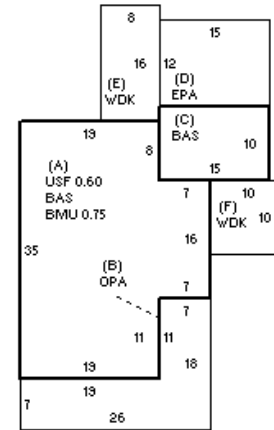 8
15
(E)
WDK
16
12
(D)
EPA
19
(C)
BAS
8
10
15
(A)
USF 0.60
BAS
BMU 0.75
7
10
(F)
WDK
10
35
16
(B)
OPA
7
7
11
11
19
18
19
7
26